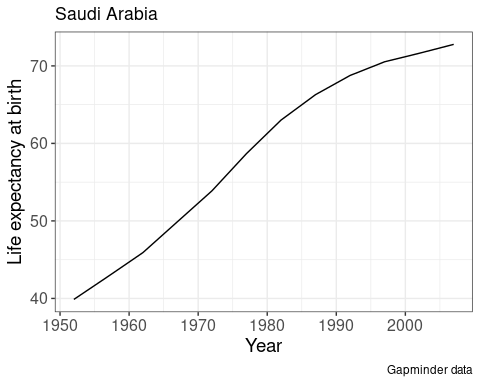 Saudi Arabia
Life expectancy at birth
70
60
50
40
1950 1960 1970 1980 1990 2000
Year
Gapminder data